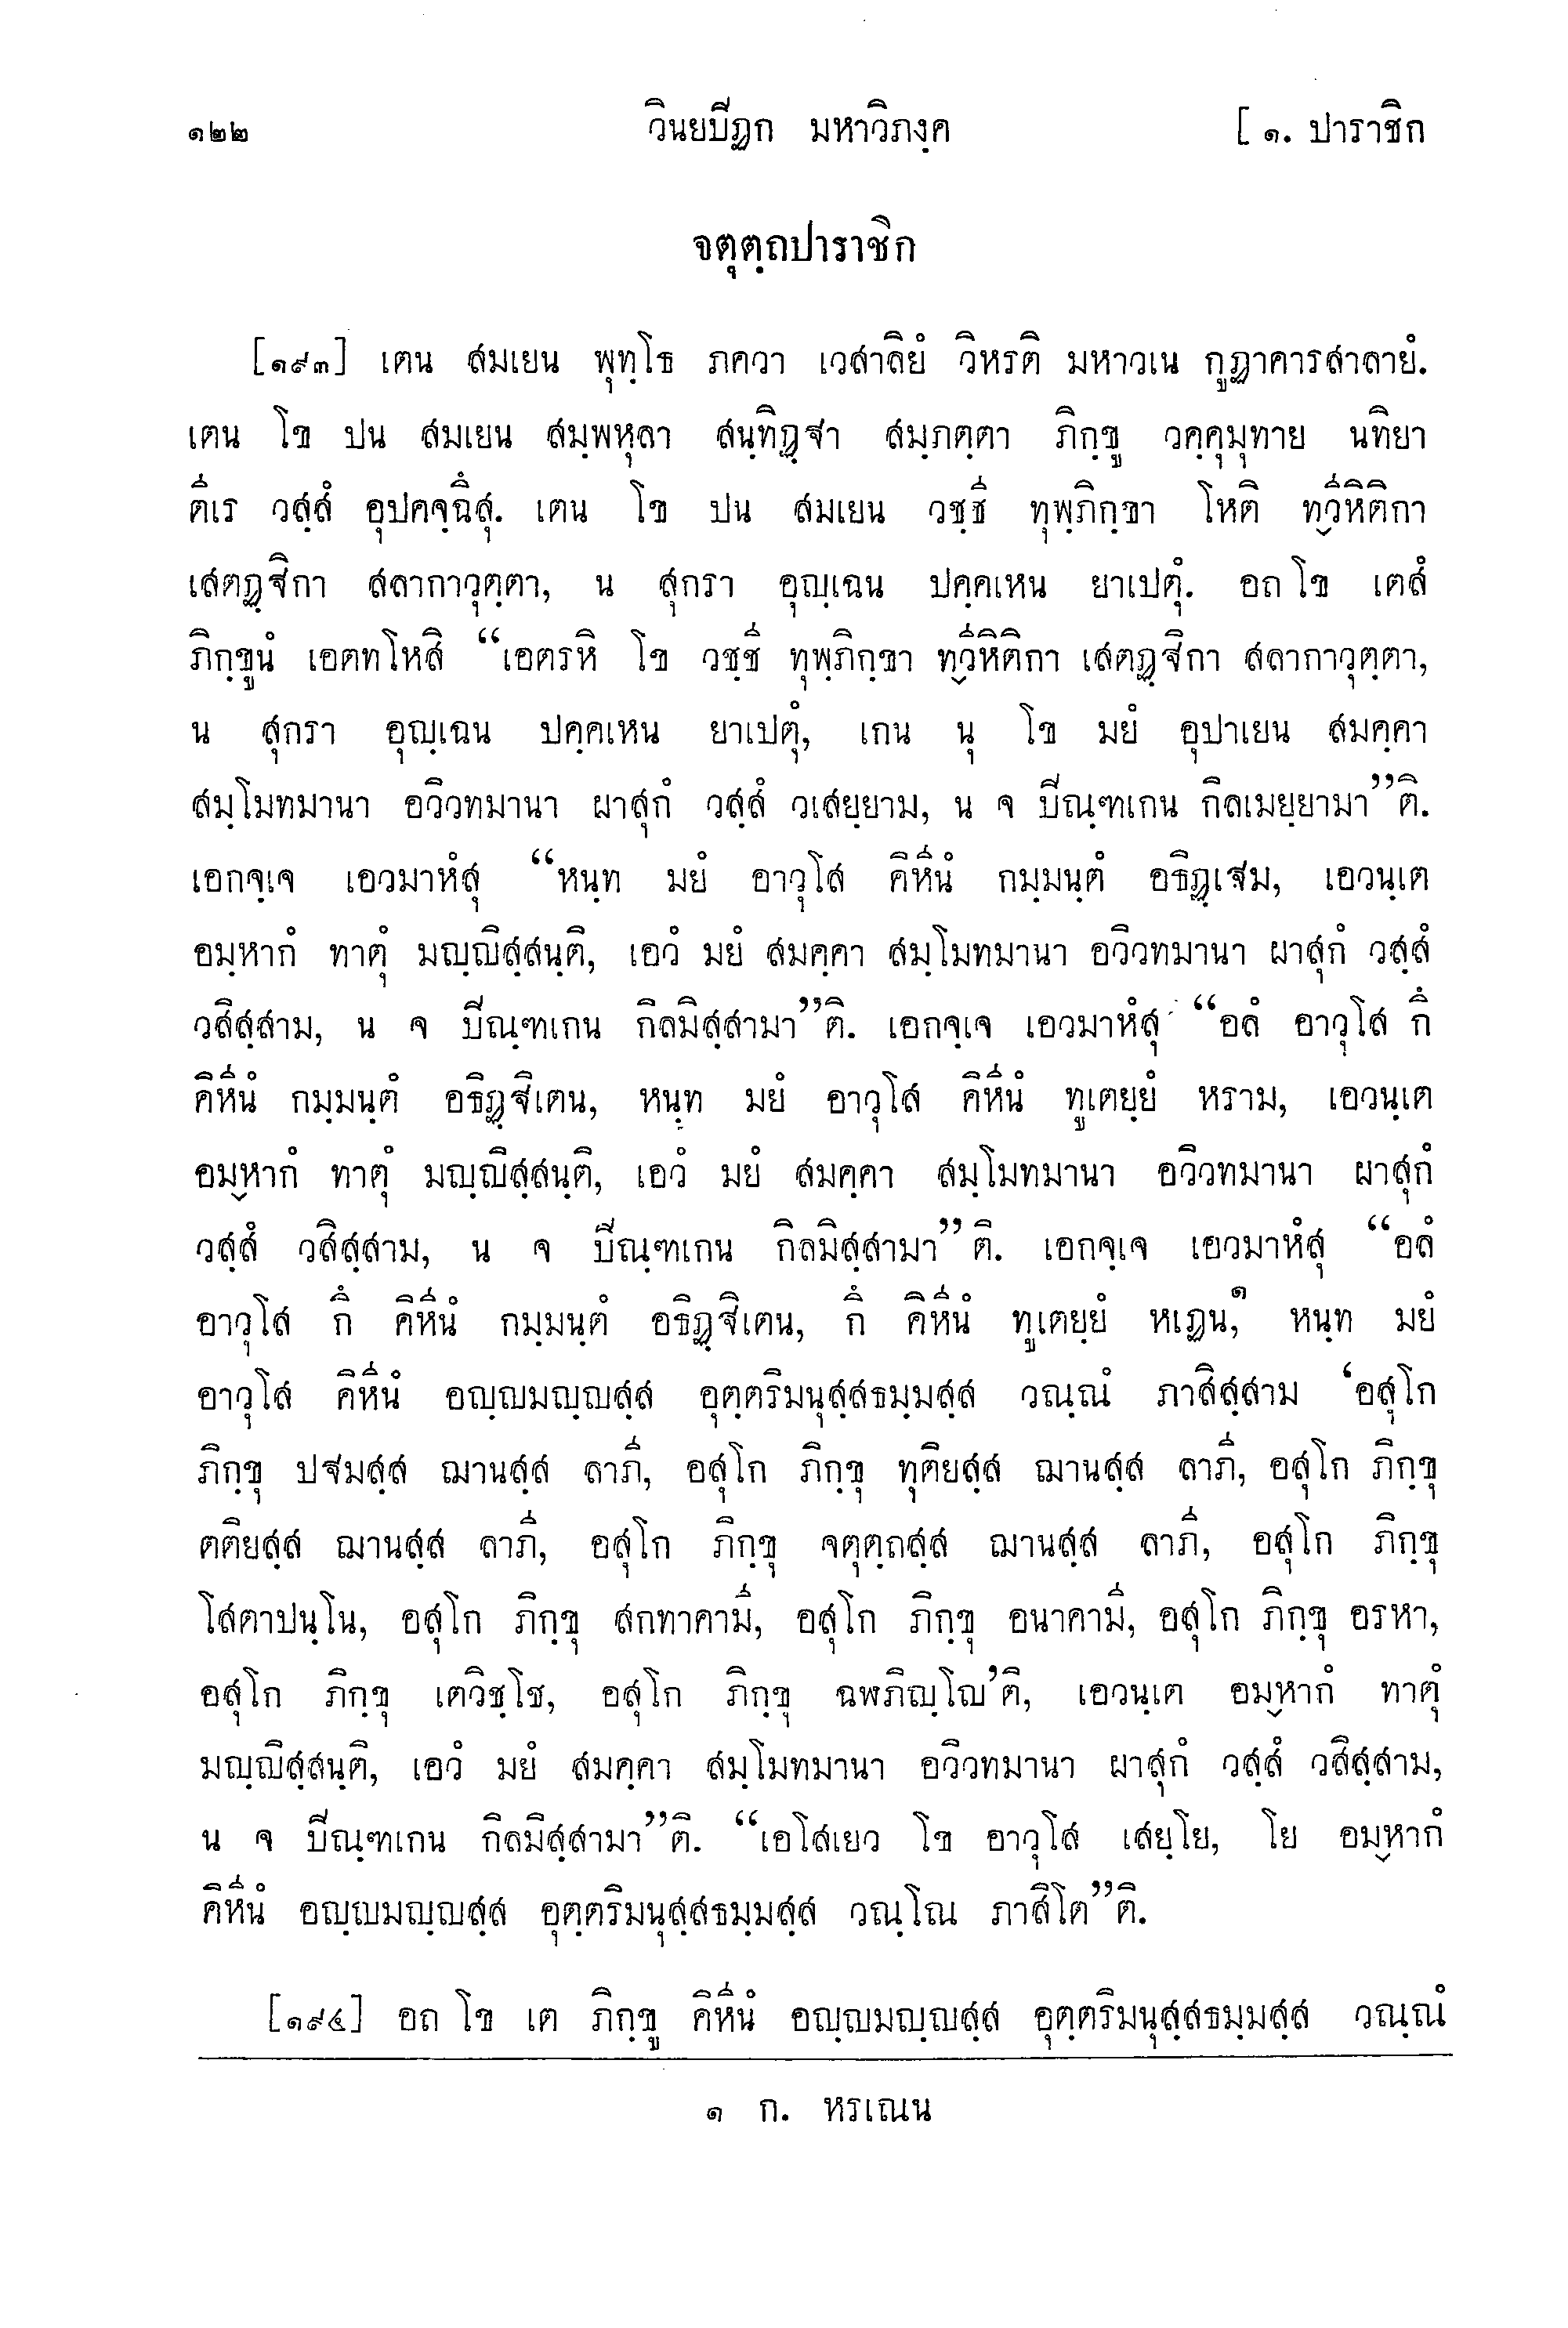 ๑๒๒ วินยปิฏก มหาวิภงฺค [ ๑. ปาราชิก
จตุตฺถปาราชิก
[๑๙๓] เตน สมเยน พุทฺโธ ภควา เวสาลิยํ วิหรติ มหาวเน กูฏาคารสาลายํ.
เตน โข ปน สมเยน สมฺพหุลา สนฺทิฏฺฐา สมฺภตฺตา ภิกฺขู วคฺคุมุทาย นทิยา
ตีเร วสฺสํ อุปคจฺฉึสุ. เตน โข ปน สมเยน วชฺชี ทุพฺภิกฺขา โหติ ทฺวีหิติกา
เสตฏฺฐิกา สลากาวุตฺตา, น สุกรา อุญฺเฉน ปคฺคเหน ยาเปตุํ. อถ โข เตสํ
ภิกฺขูนํ เอตทโหสิ “เอตรหิ โข วชฺชี ทุพฺภิกฺขา ทฺวีหิติกา เสตฏฺฐิกา สลากาวุตฺตา,
น สุกรา อุญฺเฉน ปคฺคเหน ยาเปตุํ, เกน นุ โข มยํ อุปาเยน สมคฺคา
สมฺโมทมานา อวิวทมานา ผาสุกํ วสฺสํ วเสยฺยาม, น จ ปิณฺฑเกน กิลเมยฺยามา”ติ.
เอกจฺเจ เอวมาหํสุ “หนฺท มยํ อาวุโส คิหีนํ กมฺมนฺตํ อธิฏฺเฐม, เอวนฺเต
อมฺหากํ ทาตุํ มญฺญิสฺสนฺติ, เอวํ มยํ สมคฺคา สมฺโมทมานา อวิวทมานา ผาสุกํ วสฺสํ
วสิสฺสาม, น จ ปิณฺฑเกน กิลมิสฺสามา”ติ. เอกจฺเจ เอวมาหํสุ “อลํ อาวุโส กึ
คิหีนํ กมฺมนฺตํ อธิฏฺฐิเตน, หนฺท มยํ อาวุโส คิหีนํ ทูเตยฺยํ หราม, เอวนฺเต
อมฺหากํ ทาตุํ มญฺญิสฺสนฺติ, เอวํ มยํ สมคฺคา สมฺโมทมานา อวิวทมานา ผาสุกํ
วสฺสํ วสิสฺสาม, น จ ปิณฺฑเกน กิลมิสฺสามา”ติ. เอกจฺเจ เอวมาหํสุ “อลํ
อาวุโส กึ คิหีนํ กมฺมนฺตํ อธิฏฺฐิเตน, กึ คิหีนํ ทูเตยฺยํ หเฏน,๑ หนฺท มยํ
อาวุโส คิหีนํ อญฺญมญฺญสฺส อุตฺตริมนุสฺสธมฺมสฺส วณฺณํ ภาสิสฺสาม ‘อสุโก
ภิกฺขุ ปฐมสฺส ฌานสฺส ลาภี, อสุโก ภิกฺขุ ทุติยสฺส ฌานสฺส ลาภี, อสุโก ภิกฺขุ
ตติยสฺส ฌานสฺส ลาภี, อสุโก ภิกฺขุ จตุตฺถสฺส ฌานสฺส ลาภี, อสุโก ภิกฺขุ
โสตาปนฺโน, อสุโก ภิกฺขุ สกทาคามี, อสุโก ภิกฺขุ อนาคามี, อสุโก ภิกฺขุ อรหา,
อสุโก ภิกฺขุ เตวิชฺโช, อสุโก ภิกฺขุ ฉฬภิญฺโญ’ติ, เอวนฺเต อมฺหากํ ทาตุํ
มญฺญิสฺสนฺติ, เอวํ มยํ สมคฺคา สมฺโมทมานา อวิวทมานา ผาสุกํ วสฺสํ วสิสฺสาม,
น จ ปิณฺฑเกน กิลมิสฺสามา”ติ. “เอโสเยว โข อาวุโส เสยฺโย, โย อมฺหากํ
คิหีนํ อญฺญมญฺญสฺส อุตฺตริมนุสฺสธมฺมสฺส วณฺโณ ภาสิโต”ติ.
[๑๙๔] อถ โข เต ภิกฺขู คิหีนํ อญฺญมญฺญสฺส อุตฺตริมนุสฺสธมฺมสฺส วณฺณํ
๑ ก. หรเณน